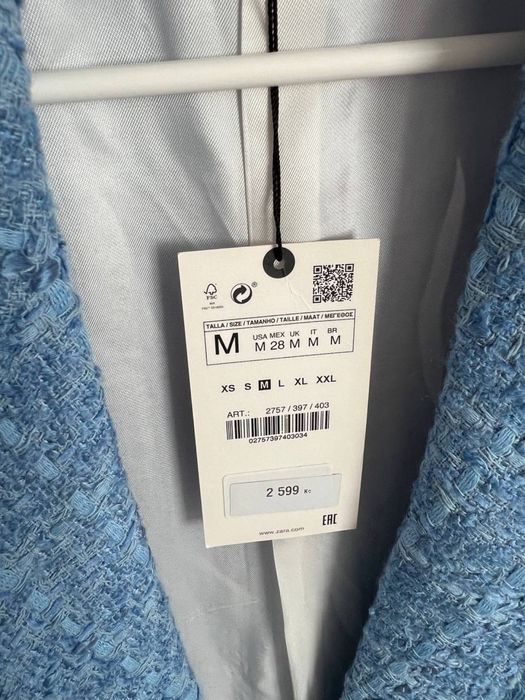 FSC
TALLA / SIZE / TAMANHO / TAILLE / MAAT / ΜΕΓΕΘΟΣ
M
USA MEX UK IT BR
M 28 M M M
XS S M L XL XXL
ART.: 2757 / 397 / 403
02757397403034
2 599 Kc
www.zara.com
EAC